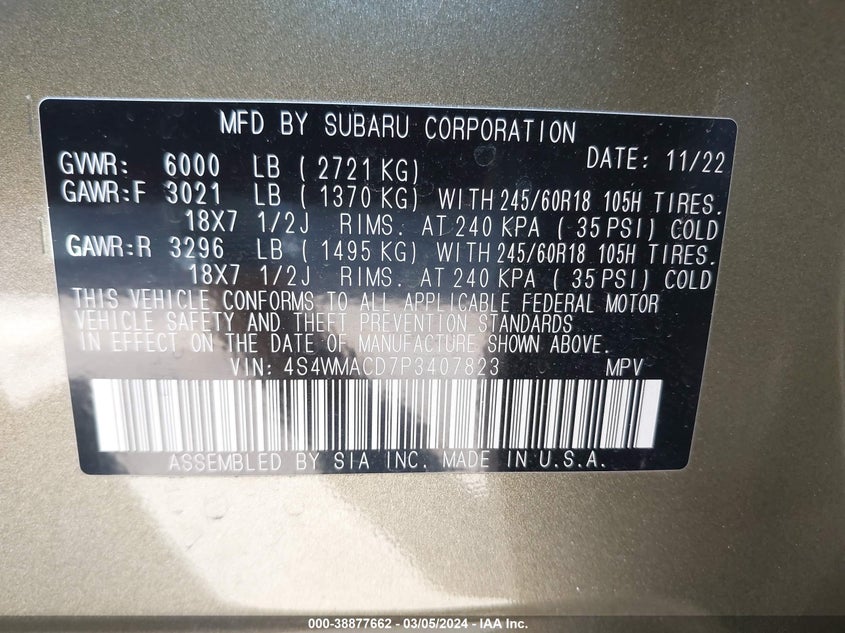 MFD BY SUBARU CORPORATION
DATE: 11/22
GVWR: 6000 LB ( 2721 KG)
GAWR:F 3021 LB ( 1370 KG) WITH 245/60R18 105H TIRES.
18X7 1/2J RIMS. AT 240 KPA ( 35 PSI) COLD
GAWR:R 3296 LB ( 1495 KG) WITH 245/60R18 105H TIRES.
18X7 1/2J RIMS. AT 240 KPA ( 35 PSI) COLD
THIS VEHICLE CONFORMS TO ALL APPLICABLE FEDERAL MOTOR
VEHICLE SAFETY AND THEFT PREVENTION STANDARDS
IN EFFECT ON THE DATE OF MANUFACTURE SHOWN ABOVE.
VIN: 4S4WMACD7P3407823 MPV
ASSEMBLED BY SIA INC. MADE IN U.S.A.
000-38877662 — 03/05/2024 — IAA Inc.